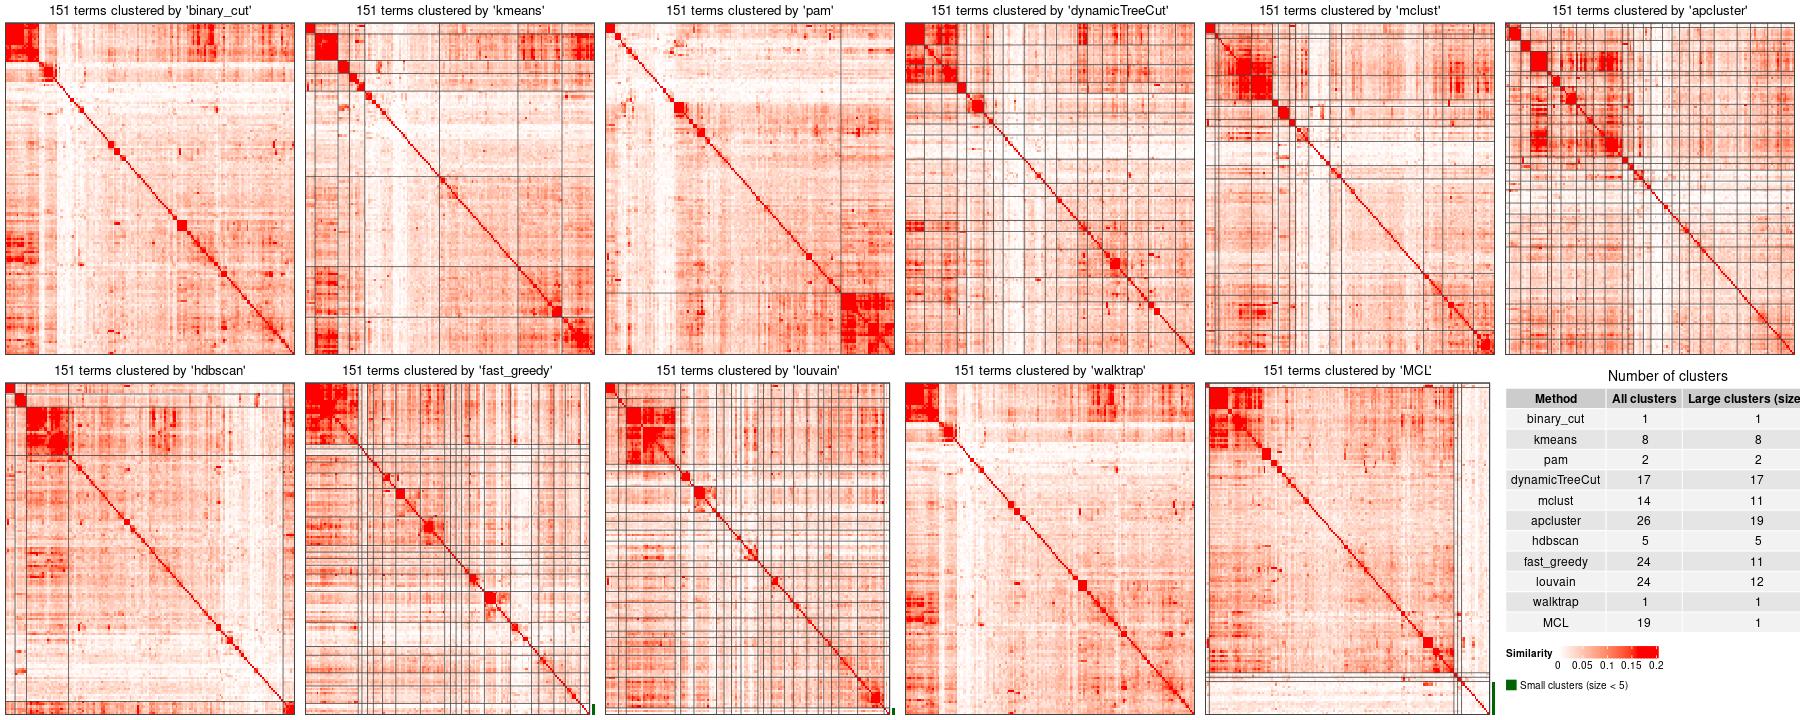 151 terms clustered by 'binary_cut'
151 terms clustered by 'kmeans'
151 terms clustered by 'pam'
151 terms clustered by 'dynamicTreeCut'
151 terms clustered by 'mclust'
151 terms clustered by 'apcluster'
151 terms clustered by 'hdbscan'
151 terms clustered by 'fast_greedy'
151 terms clustered by 'louvain'
151 terms clustered by 'walktrap'
151 terms clustered by 'MCL'
Number of clusters
Method All clusters Large clusters (size
binary_cut 1 1
kmeans 8 8
pam 2 2
dynamicTreeCut 17 17
mclust 14 11
apcluster 26 19
hdbscan 5 5
fast_greedy 24 11
louvain 24 12
walktrap 1 1
MCL 19 1
Similarity
0 0.05 0.1 0.15 0.2
Small clusters (size < 5)